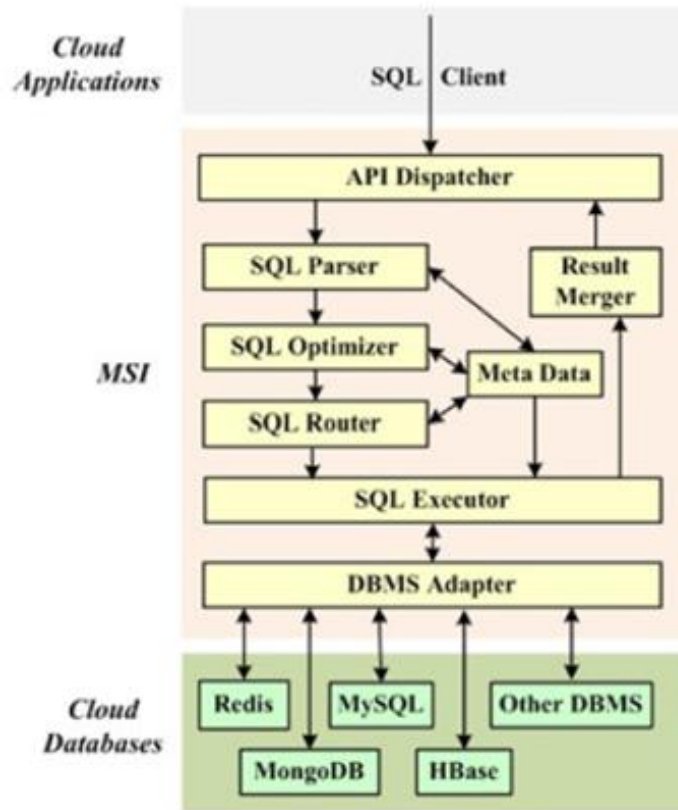 Cloud
Applications
SQL Client
API Dispatcher
SQL Parser
Result
Merger
SQL Optimizer
MSI
Meta Data
SQL Router
SQL Executor
DBMS Adapter
Cloud
Databases
Redis
MySQL
Other DBMS
MongoDB
HBase